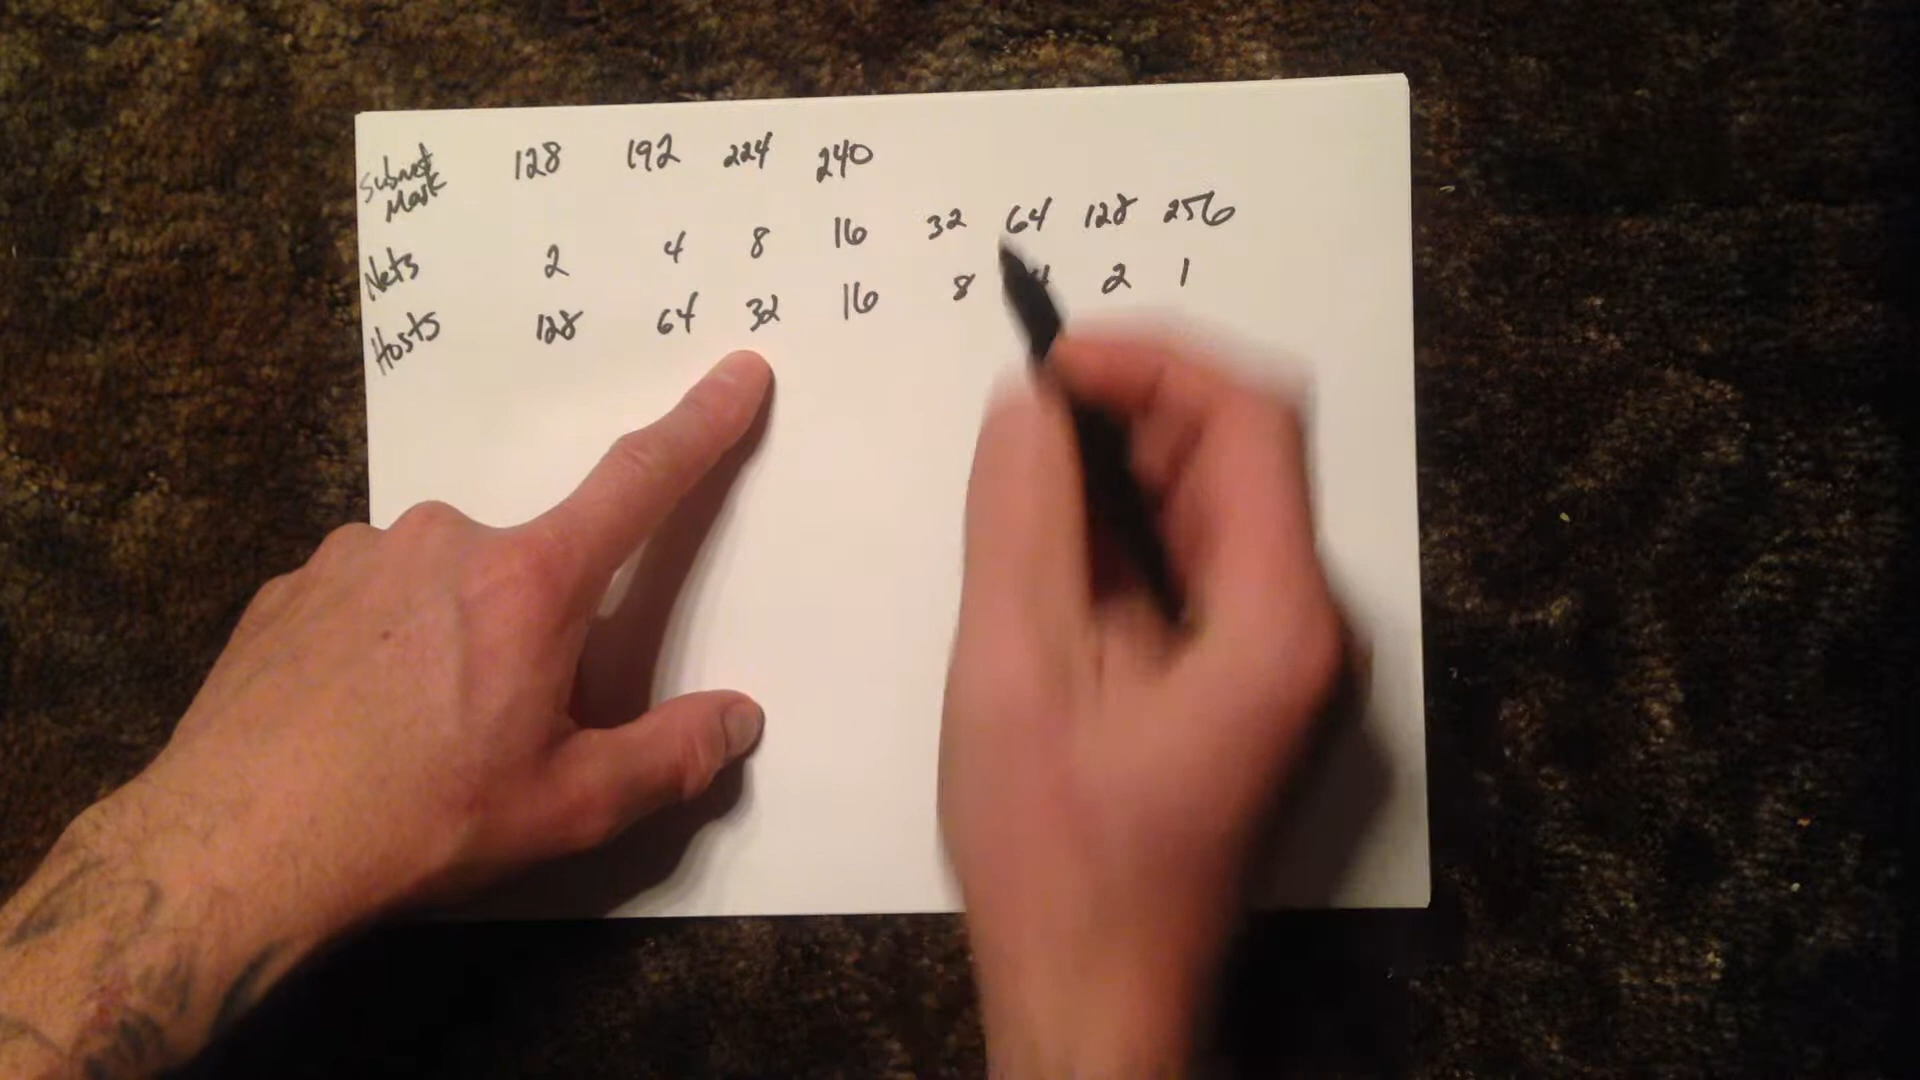 Subnet Mask 128 192 224 240
Nets 2 4 8 16 32 64 128 256
Hosts 128 64 32 16 8 4 2 1